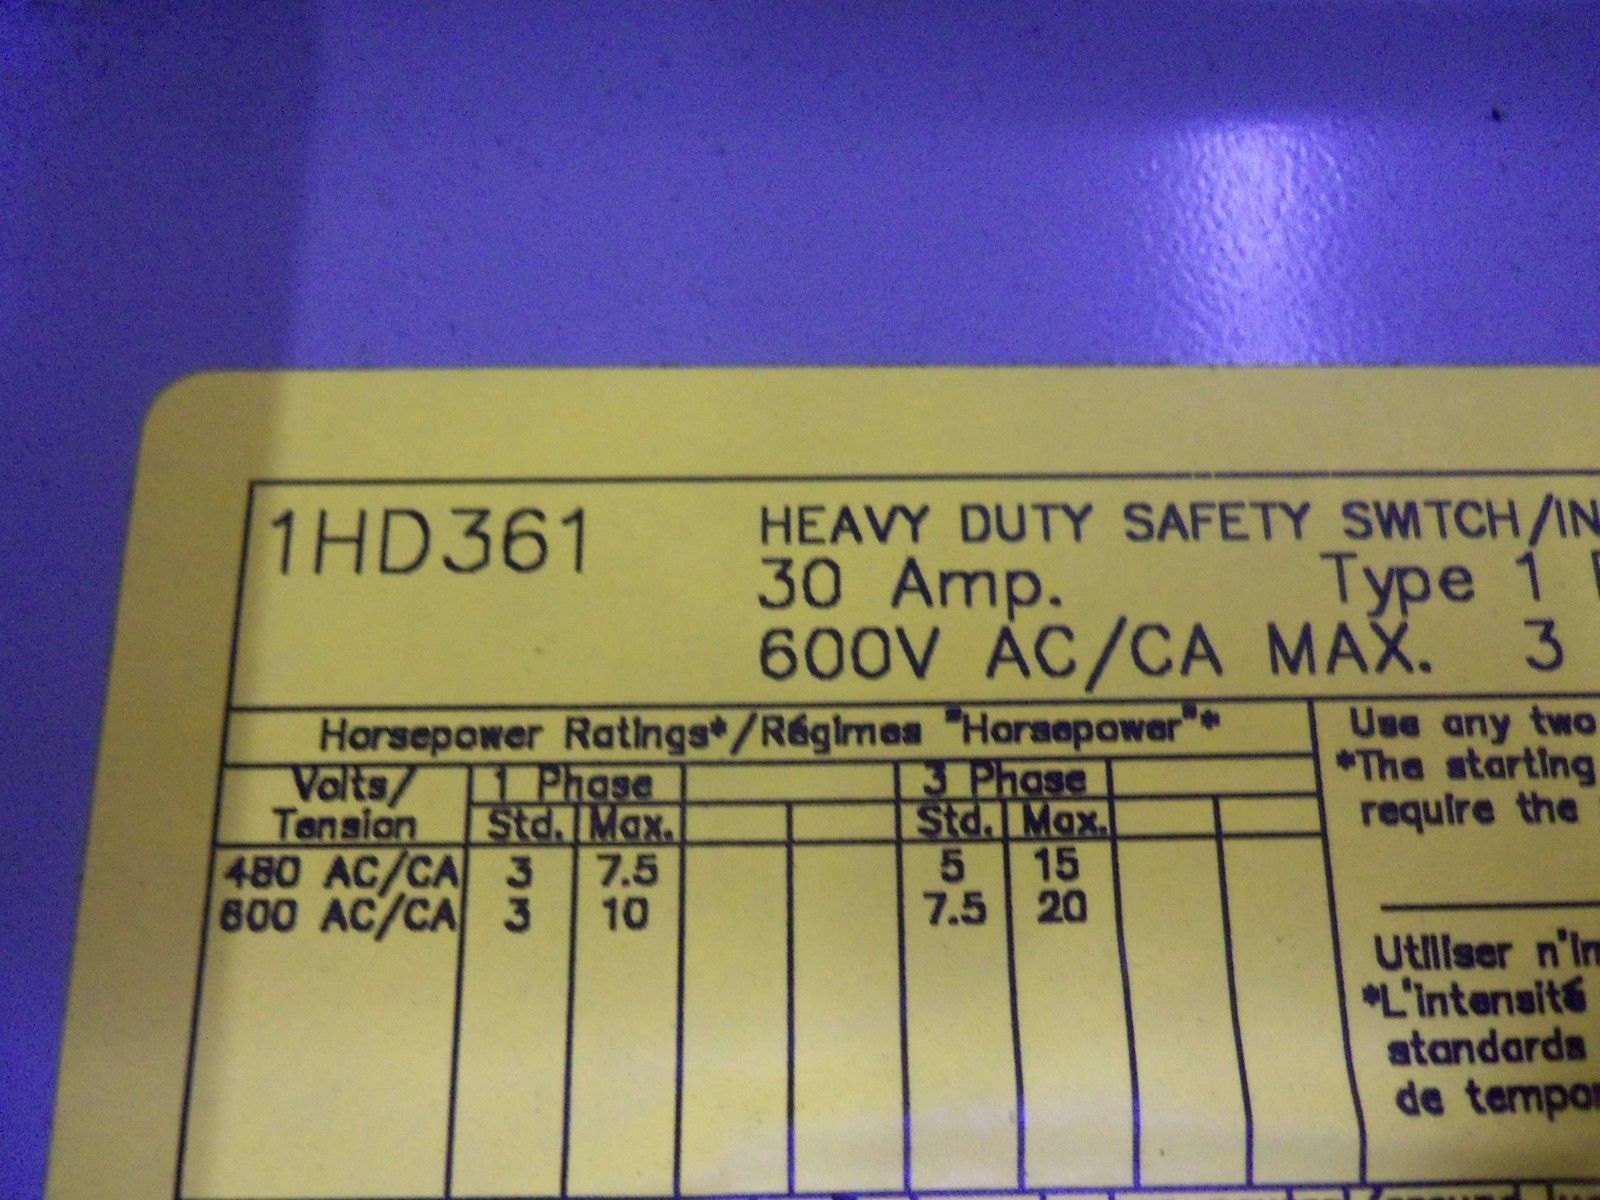 1HD361
HEAVY DUTY SAFETY SWITCH/IN
30 Amp. Type 1
600V AC/CA MAX. 3
Horsepower Ratings*/Régimes "Horsepower"*
Volts/ 1 Phase 3 Phase
Tension Std. Max. Std. Max.
480 AC/CA 3 7.5 5 15
600 AC/CA 3 10 7.5 20
Use any two
*The starting
require the
Utiliser n'in
*L'intensité
standards
de tempo